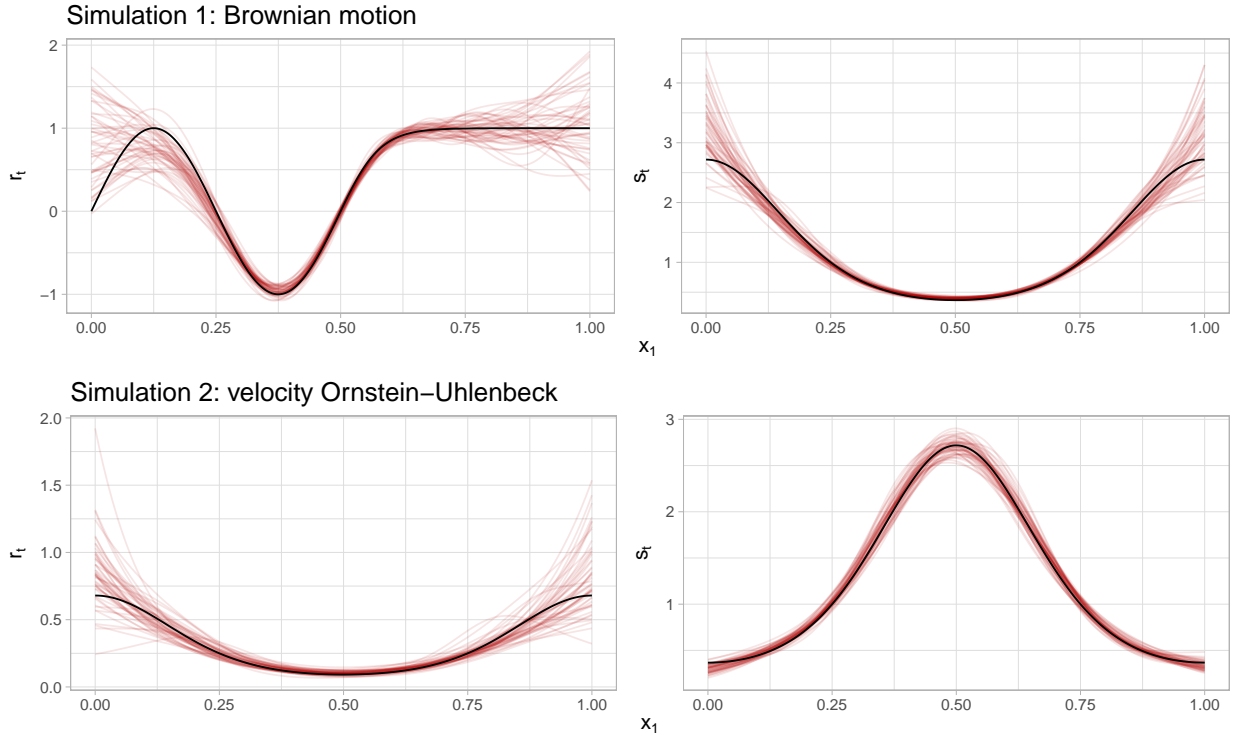 Simulation 1: Brownian motion
2
1
0
−1
r_t
0.00 0.25 0.50 0.75 1.00
4
3
2
1
s_t
0.00 0.25 0.50 0.75 1.00
x_1
Simulation 2: velocity Ornstein−Uhlenbeck
2.0
1.5
1.0
0.5
0.0
r_t
0.00 0.25 0.50 0.75 1.00
3
2
1
s_t
0.00 0.25 0.50 0.75 1.00
x_1